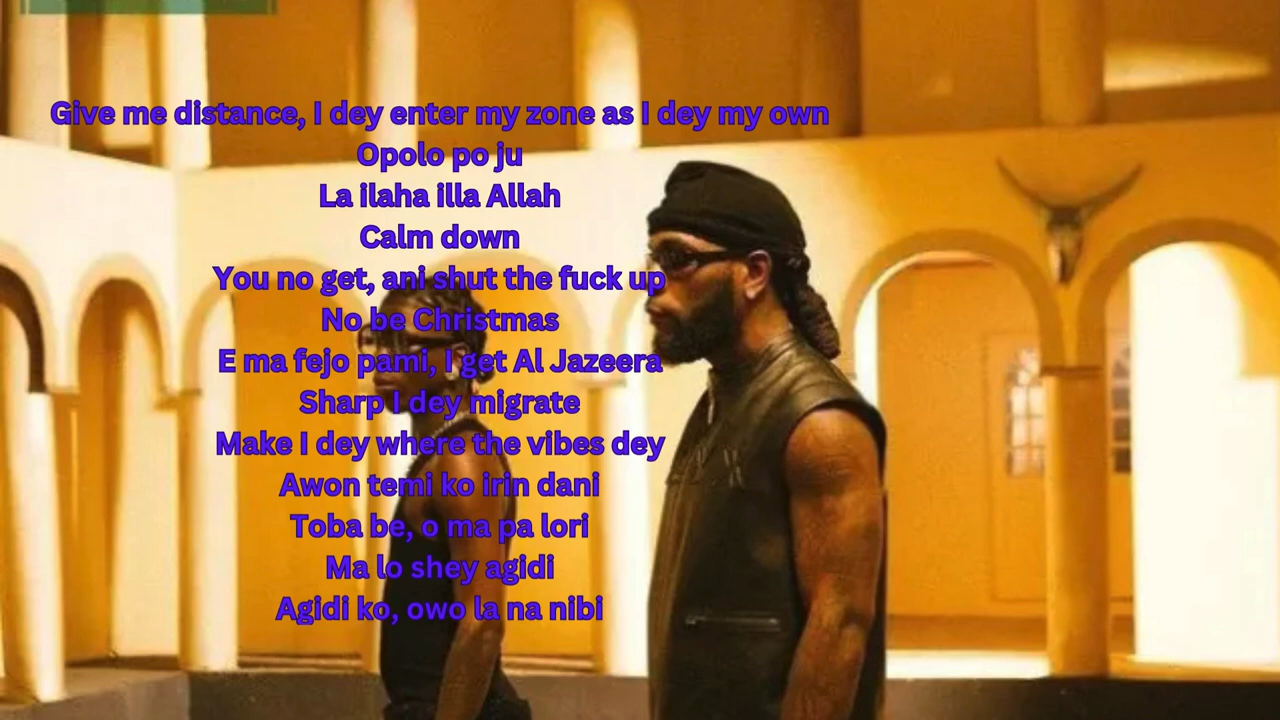 Give me distance, I dey enter my zone as I dey my own
Opolo po ju
La ilaha illa Allah
Calm down
You no get, ani shut the fuck up
No be Christmas
E ma fejo pami, I get Al Jazeera
Sharp I dey migrate
Make I dey where the vibes dey
Awon temi ko irin dani
Toba be, o ma pa lori
Ma lo shey agidi
Agidi ko, owo la na nibi